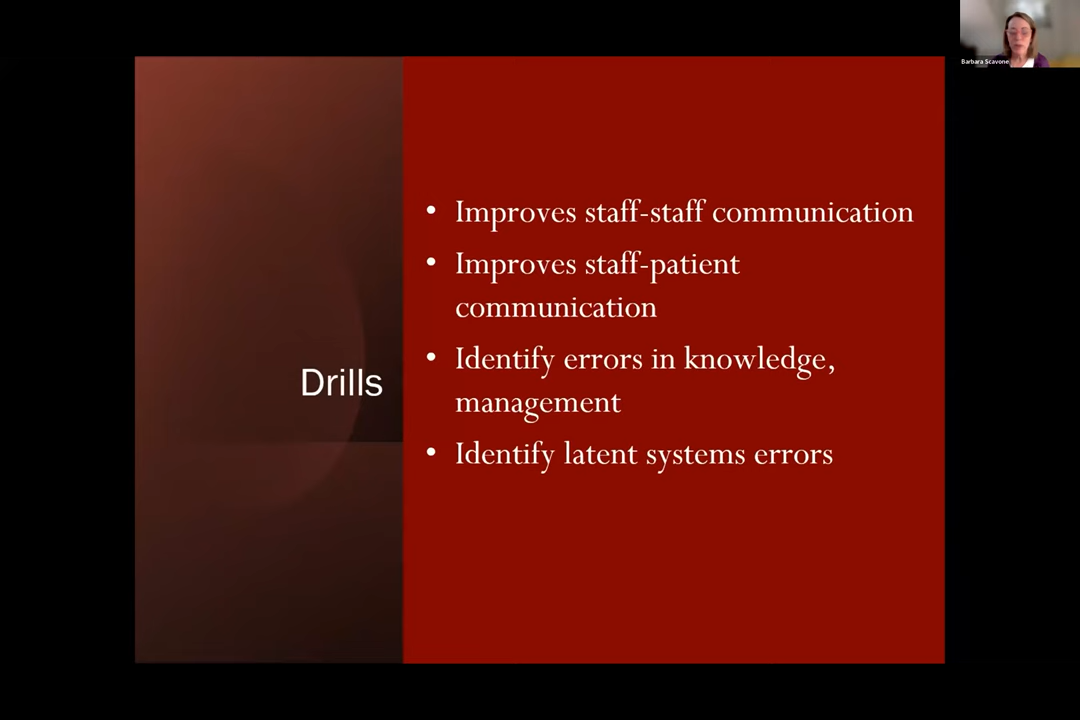 Barbara Scavone
Drills
• Improves staff-staff communication
• Improves staff-patient
communication
• Identify errors in knowledge,
management
• Identify latent systems errors